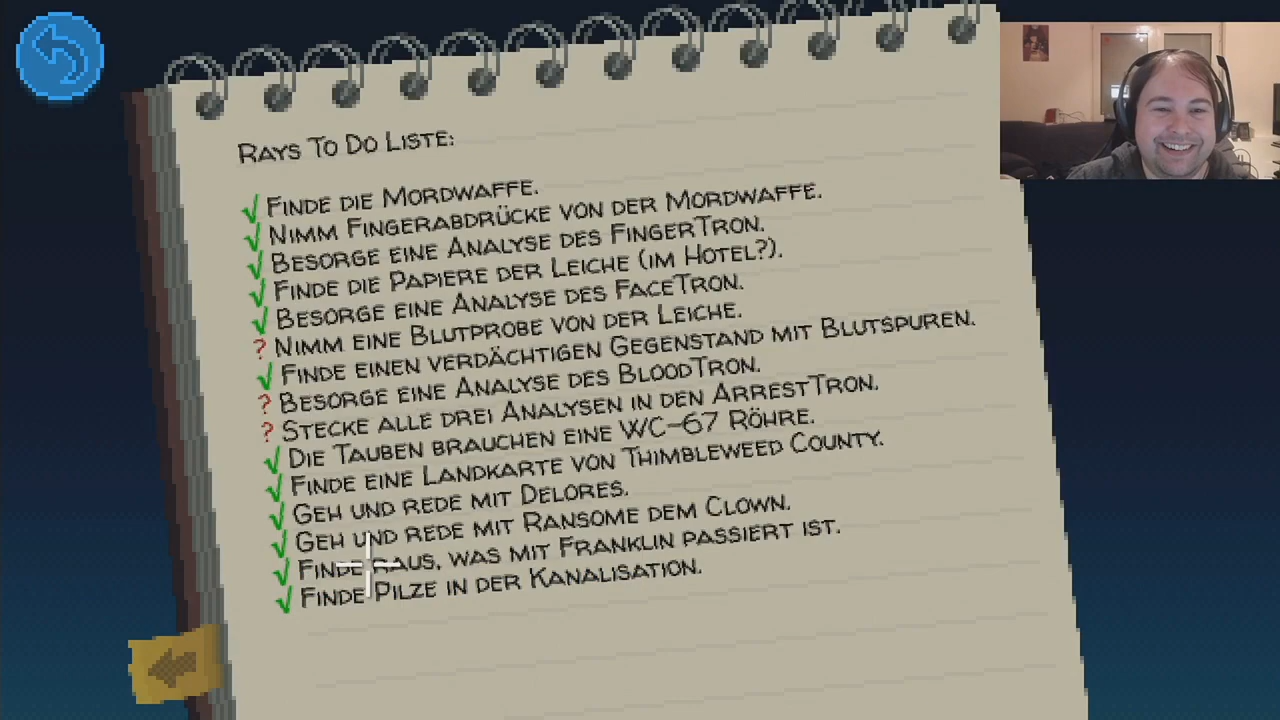 Rays To Do Liste:
√ Finde die Mordwaffe.
√ Nimm Fingerabdrücke von der Mordwaffe.
√ Besorge eine Analyse des FingerTron.
√ Finde die Papiere der Leiche (im Hotel?).
√ Besorge eine Analyse des FaceTron.
? Nimm eine Blutprobe von der Leiche.
√ Finde einen verdächtigen Gegenstand mit Blutspuren.
? Besorge eine Analyse des BloodTron.
? Stecke alle drei Analysen in den ArrestTron.
√ Die Tauben brauchen eine WC-67 Röhre.
√ Finde eine Landkarte von Thimbleweed County.
√ Geh und rede mit Delores.
√ Geh und rede mit Ransome dem Clown.
√ Finde raus, was mit Franklin passiert ist.
√ Finde Pilze in der Kanalisation.